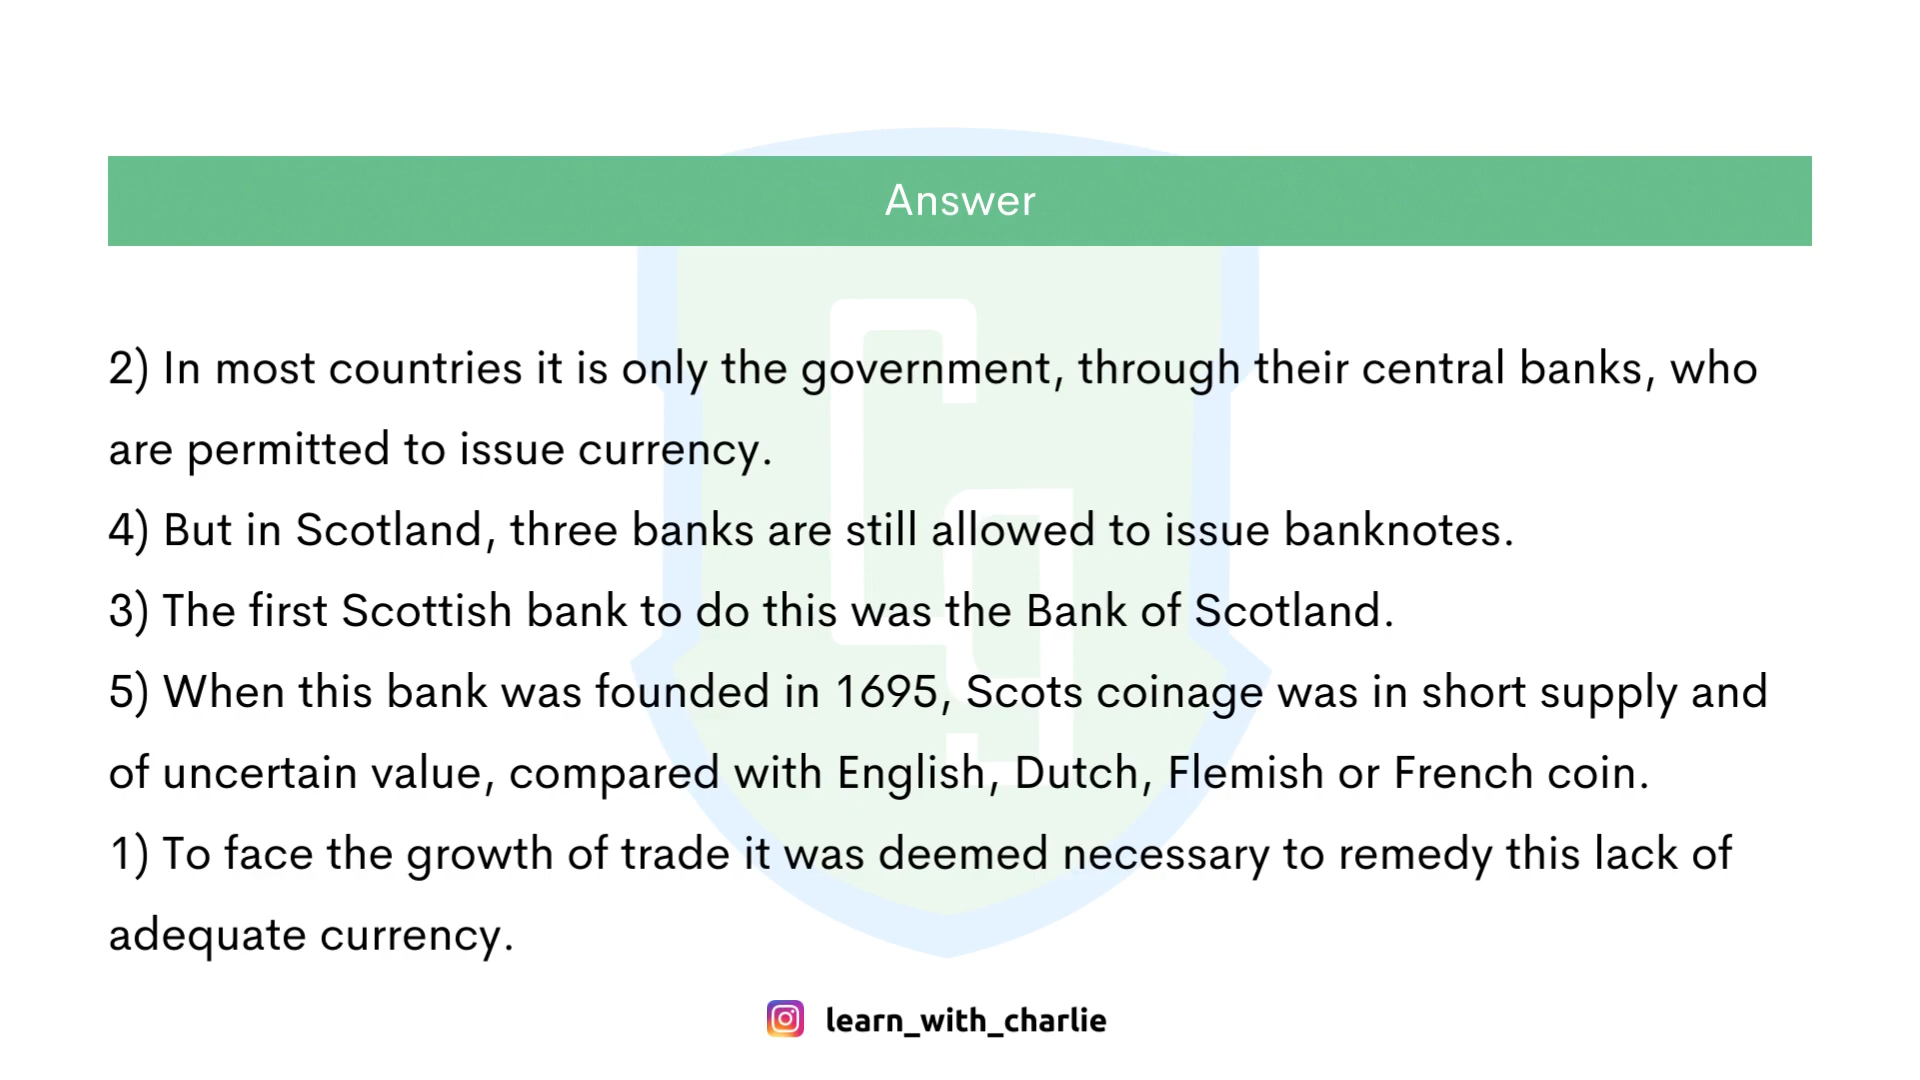 Answer
2) In most countries it is only the government, through their central banks, who
are permitted to issue currency.
4) But in Scotland, three banks are still allowed to issue banknotes.
3) The first Scottish bank to do this was the Bank of Scotland.
5) When this bank was founded in 1695, Scots coinage was in short supply and
of uncertain value, compared with English, Dutch, Flemish or French coin.
1) To face the growth of trade it was deemed necessary to remedy this lack of
adequate currency.
learn_with_charlie